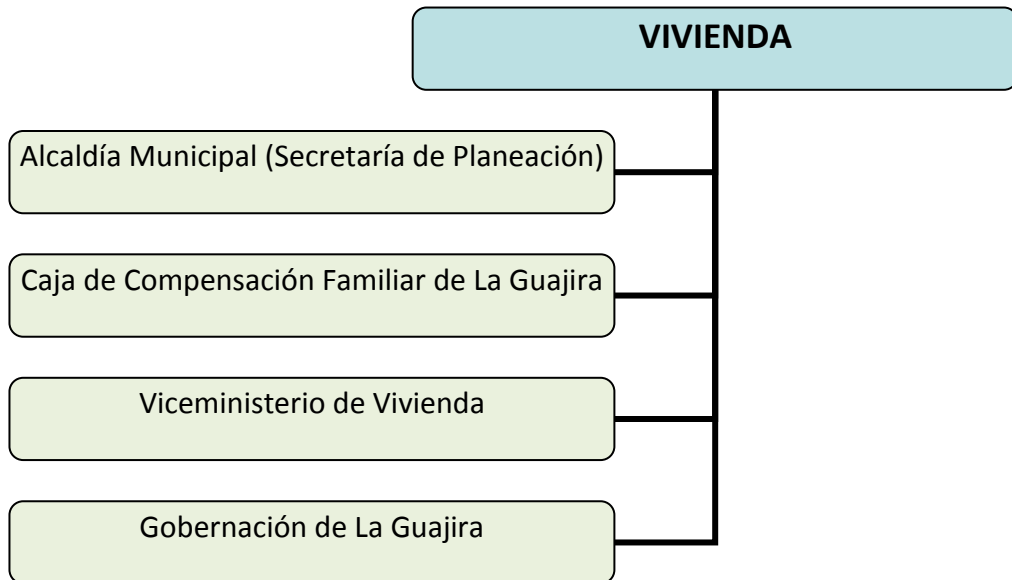 VIVIENDA
Alcaldía Municipal (Secretaría de Planeación)
Caja de Compensación Familiar de La Guajira
Viceministerio de Vivienda
Gobernación de La Guajira